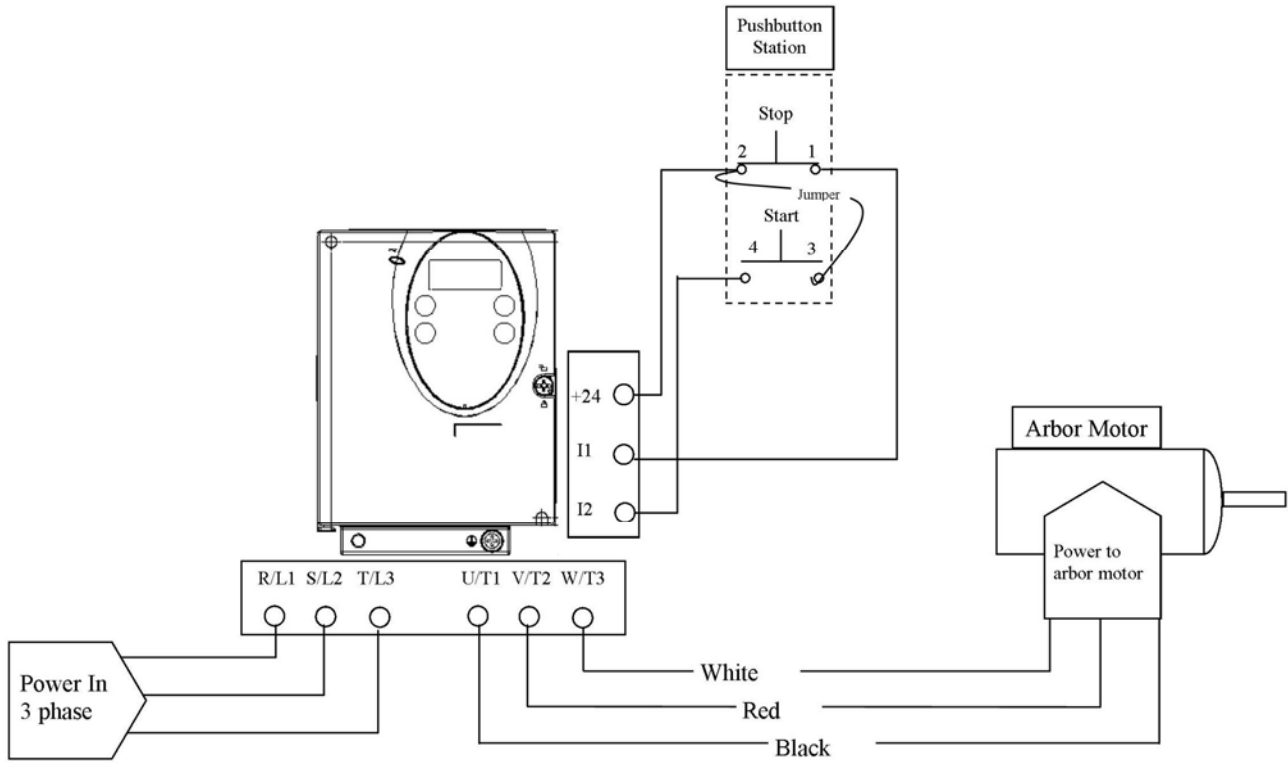 Pushbutton
Station
Stop
2 1
Jumper
Start
4 3
+24
I1
I2
Arbor Motor
Power to
arbor motor
R/L1 S/L2 T/L3 U/T1 V/T2 W/T3
Power In
3 phase
White
Red
Black